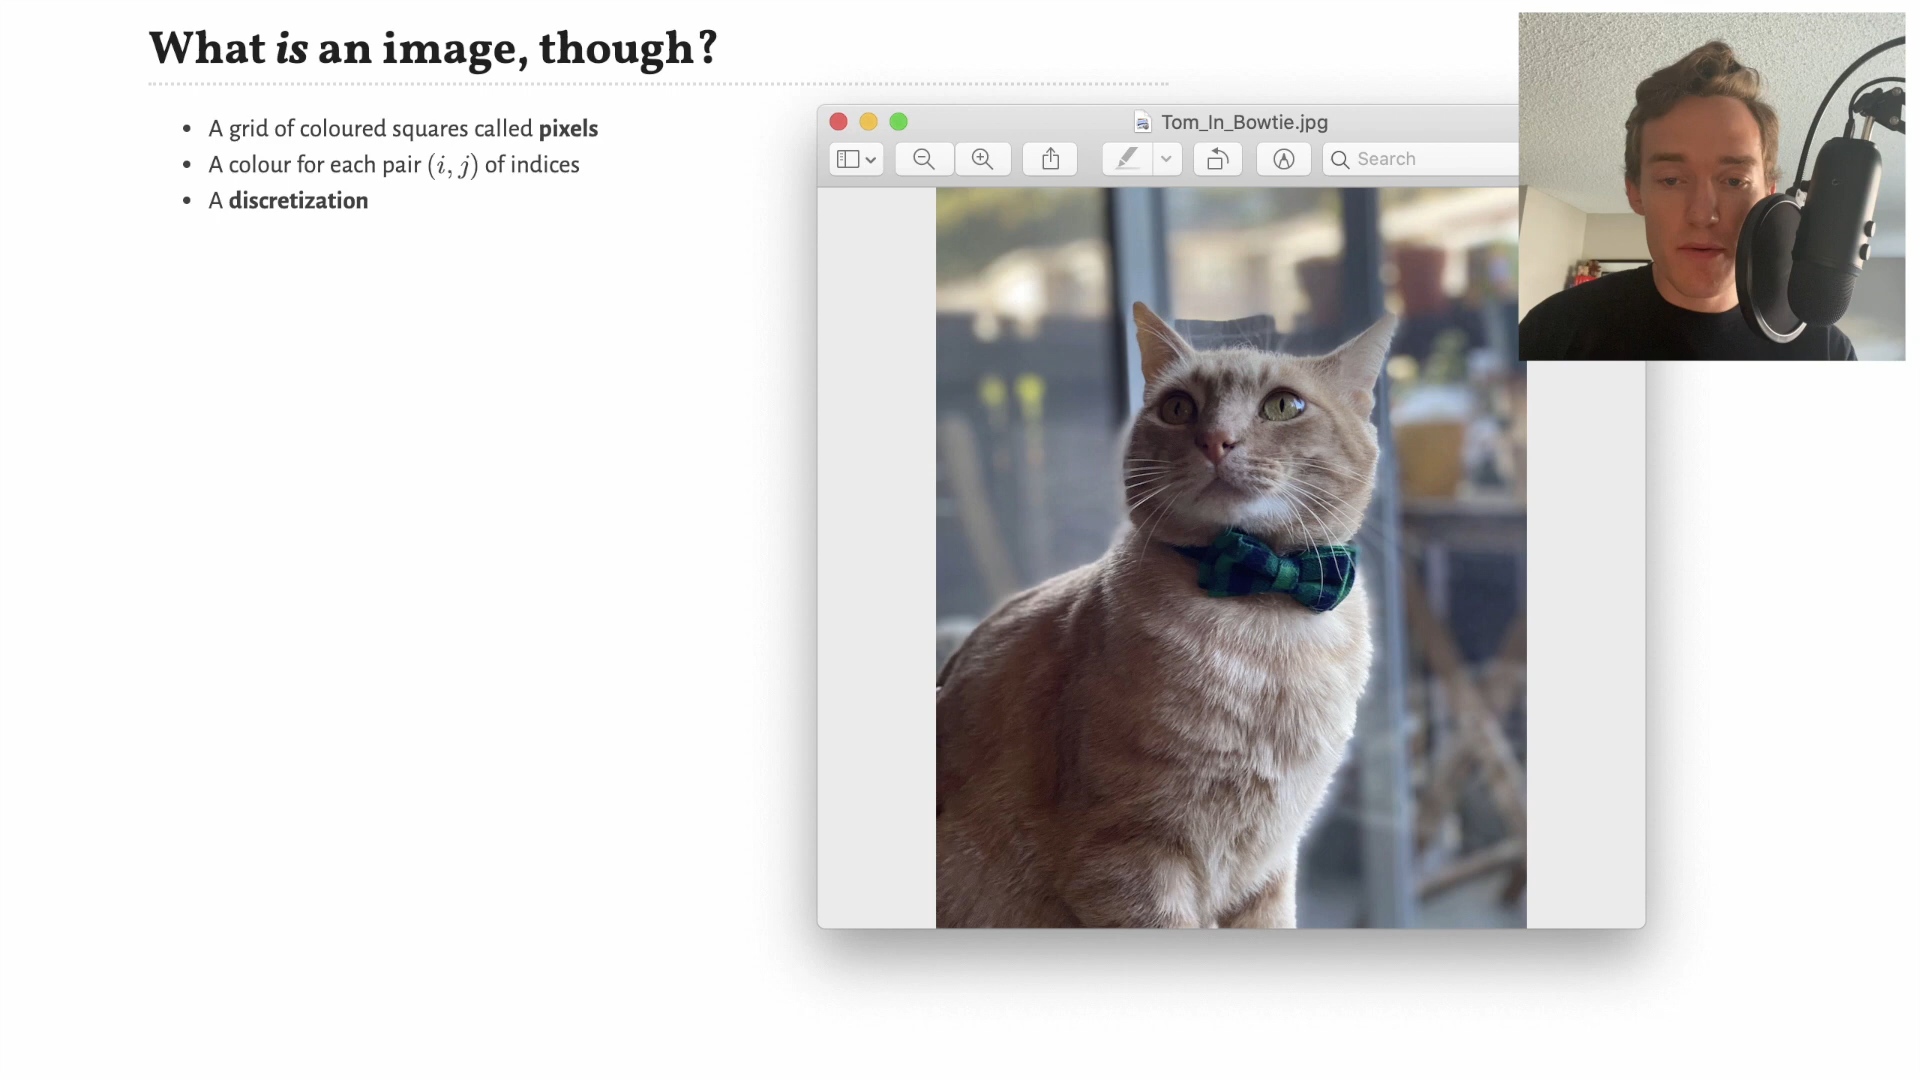 What is an image, though?
• A grid of coloured squares called pixels
• A colour for each pair (i, j) of indices
• A discretization
Tom_In_Bowtie.jpg
Search